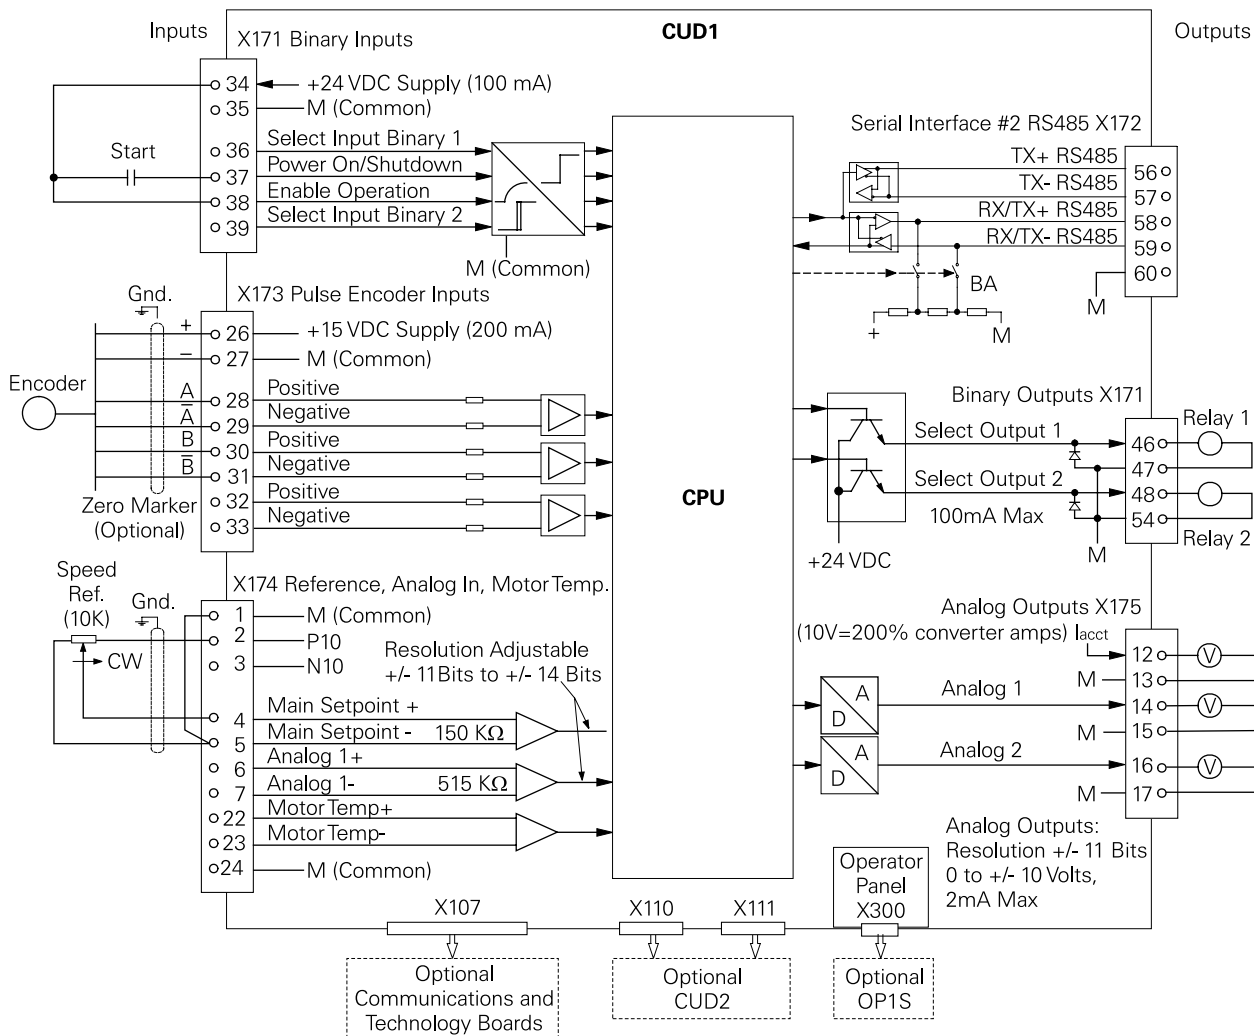 Inputs
CUD1
Outputs
X171 Binary Inputs
34
+24 VDC Supply (100 mA)
35
M (Common)
36
Select Input Binary 1
Start
37
Power On/Shutdown
38
Enable Operation
39
Select Input Binary 2
M (Common)
X173 Pulse Encoder Inputs
Gnd.
+
26
+15 VDC Supply (200 mA)
−
27
M (Common)
Encoder
A
28
Positive
A̅
29
Negative
B
30
Positive
B̅
31
Negative
32
Positive
33
Negative
Zero Marker
(Optional)
X174 Reference, Analog In, Motor Temp.
Speed
Ref.
(10K)
Gnd.
CW
1
M (Common)
2
P10
3
N10
Resolution Adjustable
+/- 11Bits to +/- 14 Bits
4
Main Setpoint +
5
Main Setpoint - 150 KΩ
6
Analog 1+
7
Analog 1- 515 KΩ
22
Motor Temp+
23
Motor Temp-
24
M (Common)
CPU
Serial Interface #2 RS485 X172
TX+ RS485
56
TX- RS485
57
RX/TX+ RS485
58
RX/TX- RS485
59
60
BA
M
+
M
Binary Outputs X171
Select Output 1
46
Relay 1
47
Select Output 2
48
100mA Max
54
Relay 2
M
+24 VDC
Analog Outputs X175
(10V=200% converter amps) Iacct
12
V
M
13
A
D
Analog 1
14
V
M
15
A
D
Analog 2
16
V
M
17
Analog Outputs:
Resolution +/- 11 Bits
0 to +/- 10 Volts,
2mA Max
Operator
Panel
X300
X107
X110
X111
Optional
Communications and
Technology Boards
Optional
CUD2
Optional
OP1S